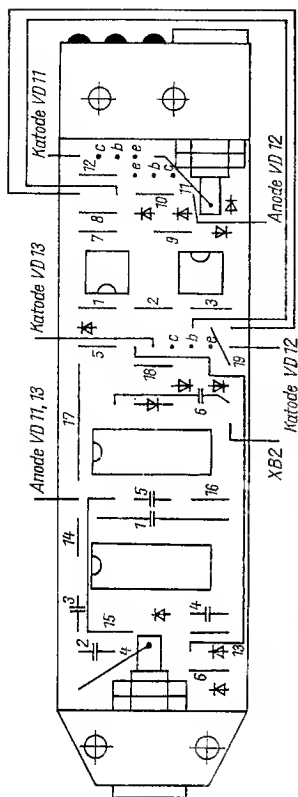 Katode VD 11
c
b
e
12
e
b
c
11
10
8
7
9
Anode VD 12
Katode VD 13
1
2
3
5
c
b
e
19
Katode VD 12
18
6
XB2
17
Anode VD 11, 13
5
16
1
14
3
15
2
4
4
13
6